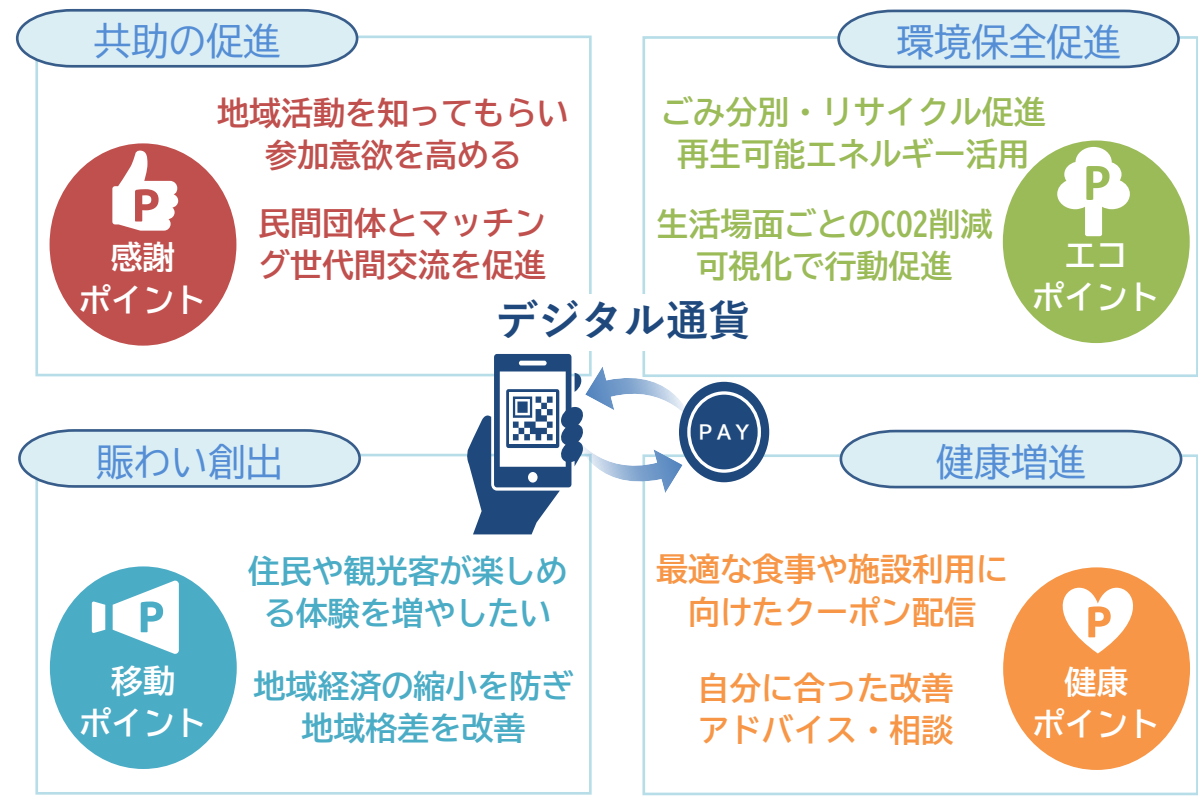 共助の促進
地域活動を知ってもらい
参加意欲を高める
民間団体とマッチン
グ世代間交流を促進
P
感謝
ポイント
環境保全促進
ごみ分別・リサイクル促進
再生可能エネルギー活用
生活場面ごとのCO2削減
可視化で行動促進
P
エコ
ポイント
デジタル通貨
PAY
賑わい創出
住民や観光客が楽しめ
る体験を増やしたい
地域経済の縮小を防ぎ
地域格差を改善
P
移動
ポイント
健康増進
最適な食事や施設利用に
向けたクーポン配信
自分に合った改善
アドバイス・相談
P
健康
ポイント